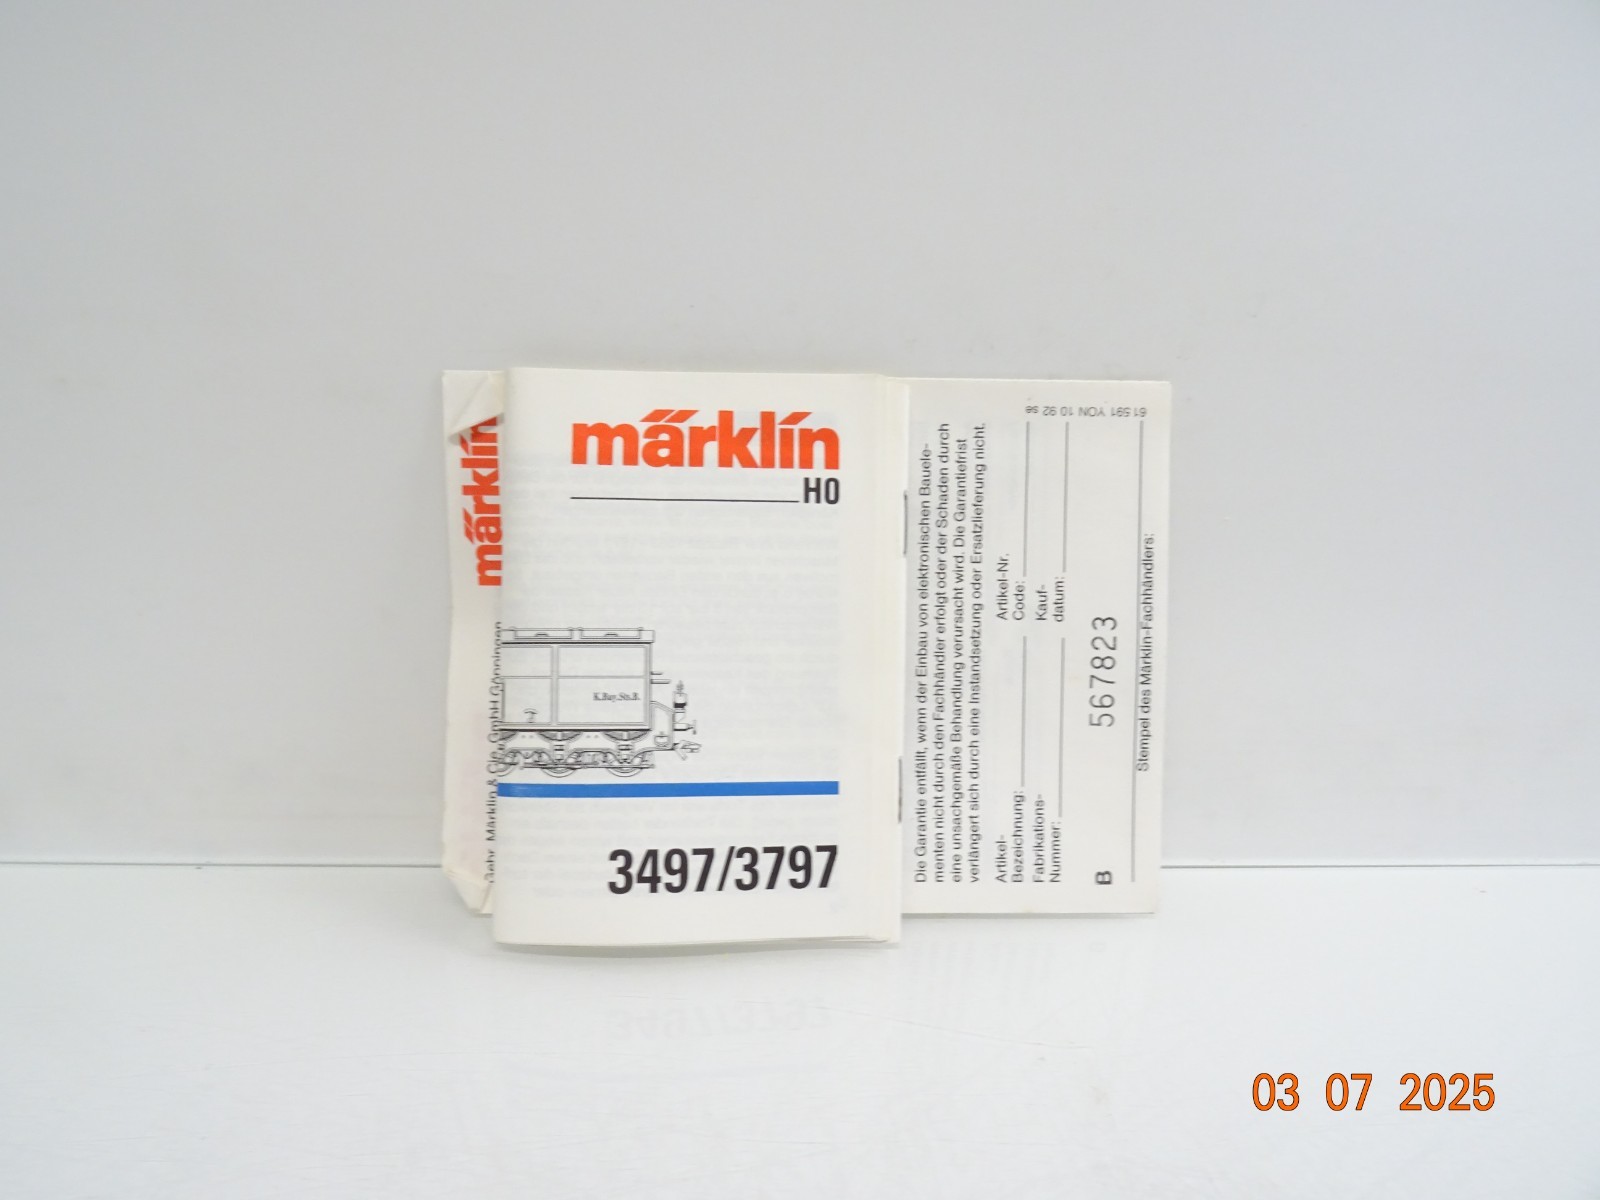 märklín
Gebr. Märklin & Cie. GmbH Göppingen
märklín
H0
K.Bay.Sts.B.
3497/3797
Die Garantie entfällt, wenn der Einbau von elektronischen Bauele-
menten nicht durch den Fachhändler erfolgt oder der Schaden durch
eine unsachgemäße Behandlung verursacht wird. Die Garantiefrist
verlängert sich durch eine Instandsetzung oder Ersatzlieferung nicht.
Artikel-
Bezeichnung:
Artikel-Nr.
Code:
Fabrikations-
Nummer:
Kauf-
datum:
B 567823
Stempel des Märklin-Fachhändlers:
61 591 YON 10 92 se
03 07 2025